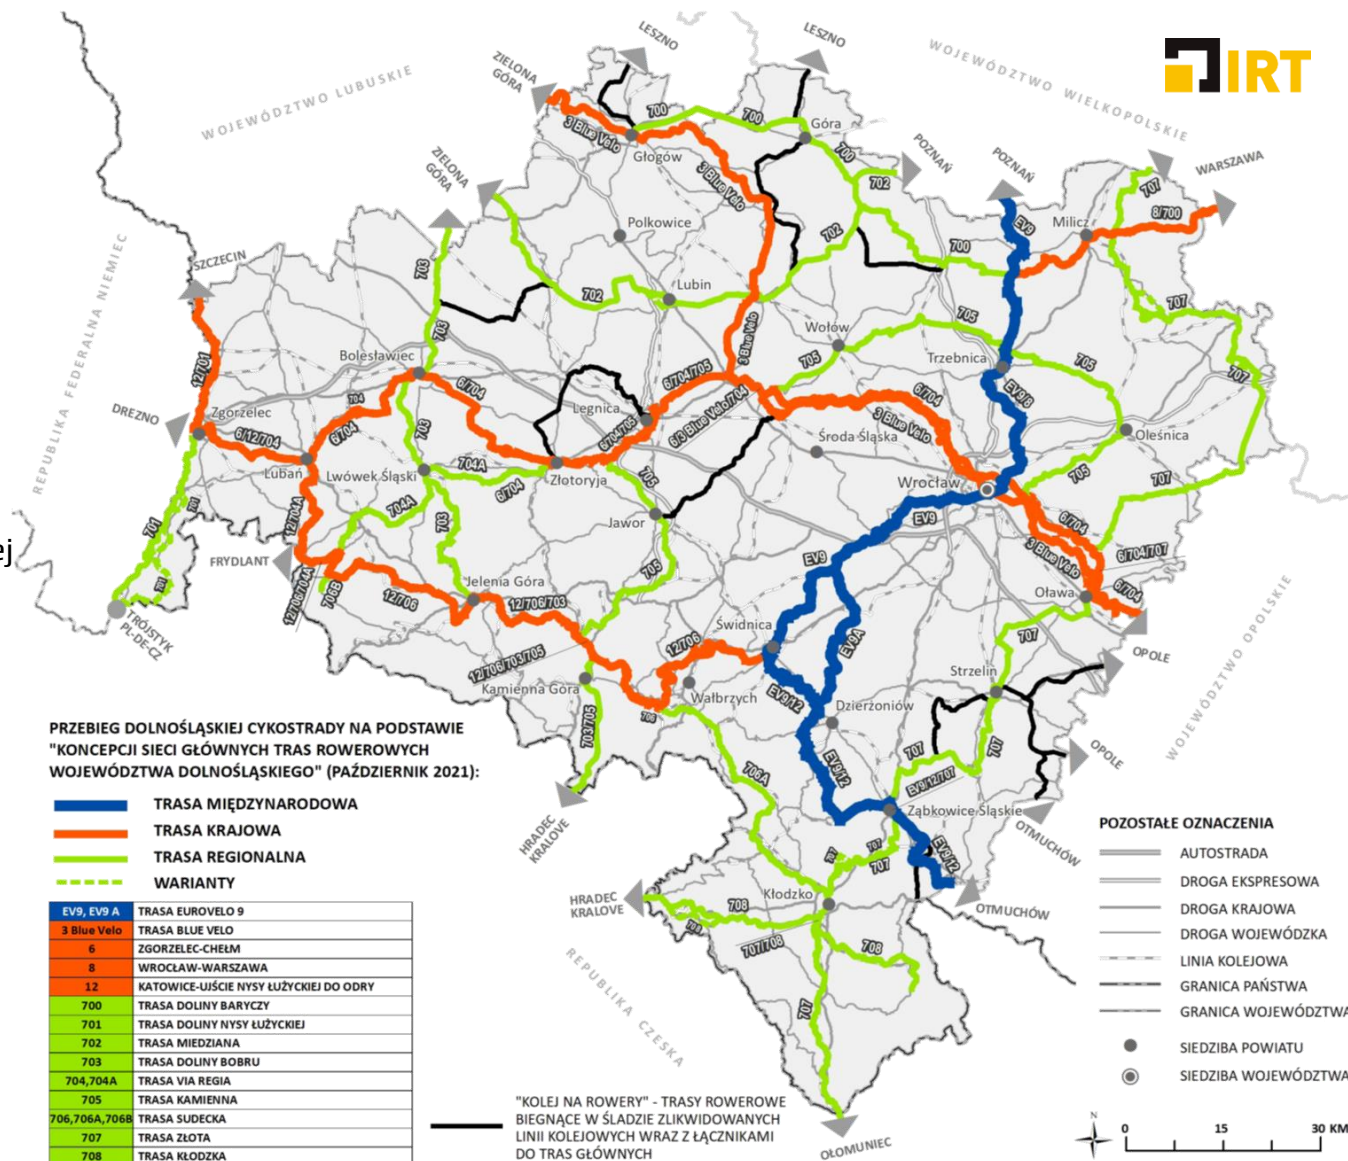 IRT
LESZNO
LESZNO
ZIELONA
GÓRA
WOJEWÓDZTWO LUBUSKIE
WOJEWÓDZTWO WIELKOPOLSKIE
700
700
Góra
3 Blue Velo
Głogów
700
POZNAŃ
POZNAŃ
WARSZAWA
ZIELONA
GÓRA
3 Blue Velo
702
707
8/700
EV9
Milicz
Polkowice
702
700
SZCZECIN
703
Lubin
702
707
REPUBLIKA FEDERALNA NIEMIEC
703
3 Blue Velo
Wołów
705
Trzebnica
705
Bolesławiec
12/701
6/704
6/704/705
705
707
EV9/8
704
DREZNO
Zgorzelec
Legnica
6/704/705
6/3 Blue Velo/704
6/704
3 Blue Velo
6/12/704
6/704
703
Środa Śląska
Oleśnica
Lubań
Lwówek Śląski
704A
6/704
Złotoryja
705
Wrocław
705
707
701
701
12/704A
704A
703
Jawor
EV9
6/704
3 Blue Velo
6/704/707
ej
FRYDLANT
EV9
701
12/706/704A
706B
12/706
Jelenia Góra
12/706/703
705
Oława
6/704
TRÓJSTYK
PL-DE-CZ
Świdnica
12/706
EV9A
707
OPOLE
WOJEWÓDZTWO OPOLSKIE
12/706/703/705
Kamienna Góra
Wałbrzych
EV9/12
Strzelin
706
Dzierżoniów
703/705
707
707
OPOLE
706A
EV9/12
EV9/12/707
HRADEC
KRALOVE
Ząbkowice Śląskie
OTMUCHÓW
707
707
707
EV9/12
Kłodzko
HRADEC
KRALOVE
708
OTMUCHÓW
707/708
708
REPUBLIKA CZESKA
707
OŁOMUNIEC
PRZEBIEG DOLNOŚLĄSKIEJ CYKOSTRADY NA PODSTAWIE
"KONCEPCJI SIECI GŁÓWNYCH TRAS ROWEROWYCH
WOJEWÓDZTWA DOLNOŚLĄSKIEGO" (PAŹDZIERNIK 2021):
TRASA MIĘDZYNARODOWA
TRASA KRAJOWA
TRASA REGIONALNA
WARIANTY
EV9, EV9 A TRASA EUROVELO 9
3 Blue Velo TRASA BLUE VELO
6 ZGORZELEC-CHEŁM
8 WROCŁAW-WARSZAWA
12 KATOWICE-UJŚCIE NYSY ŁUŻYCKIEJ DO ODRY
700 TRASA DOLINY BARYCZY
701 TRASA DOLINY NYSY ŁUŻYCKIEJ
702 TRASA MIEDZIANA
703 TRASA DOLINY BOBRU
704,704A TRASA VIA REGIA
705 TRASA KAMIENNA
706,706A,706B TRASA SUDECKA
707 TRASA ZŁOTA
708 TRASA KŁODZKA
"KOLEJ NA ROWERY" - TRASY ROWEROWE
BIEGNĄCE W ŚLADZIE ZLIKWIDOWANYCH
LINII KOLEJOWYCH WRAZ Z ŁĄCZNIKAMI
DO TRAS GŁÓWNYCH
POZOSTAŁE OZNACZENIA
AUTOSTRADA
DROGA EKSPRESOWA
DROGA KRAJOWA
DROGA WOJEWÓDZKA
LINIA KOLEJOWA
GRANICA PAŃSTWA
GRANICA WOJEWÓDZTWA
SIEDZIBA POWIATU
SIEDZIBA WOJEWÓDZTWA
N
0 15 30 KM